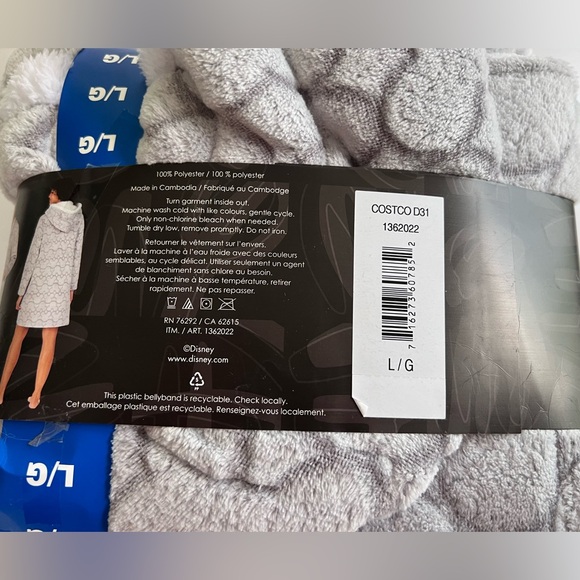 L/G
L/G
L/G
100% Polyester / 100 % polyester
Made in Cambodia / Fabriqué au Cambodge
Turn garment inside out.
Machine wash cold with like colours, gentle cycle.
Only non-chlorine bleach when needed.
Tumble dry low, remove promptly. Do not iron.
Retourner le vêtement sur l'envers.
Laver à la machine à l'eau froide avec des couleurs
semblables, au cycle délicat. Utiliser seulement un agent
de blanchiment sans chlore au besoin.
Sécher à la machine à basse température, retirer
rapidement. Ne pas repasser.
RN 76292 / CA 62615
ITM. / ART. 1362022
©Disney
www.disney.com
PP
This plastic bellyband is recyclable. Check locally.
Cet emballage plastique est recyclable. Renseignez-vous localement.
COSTCO D31
1362022
7 16273 60785 2
L / G
L/G
L/G